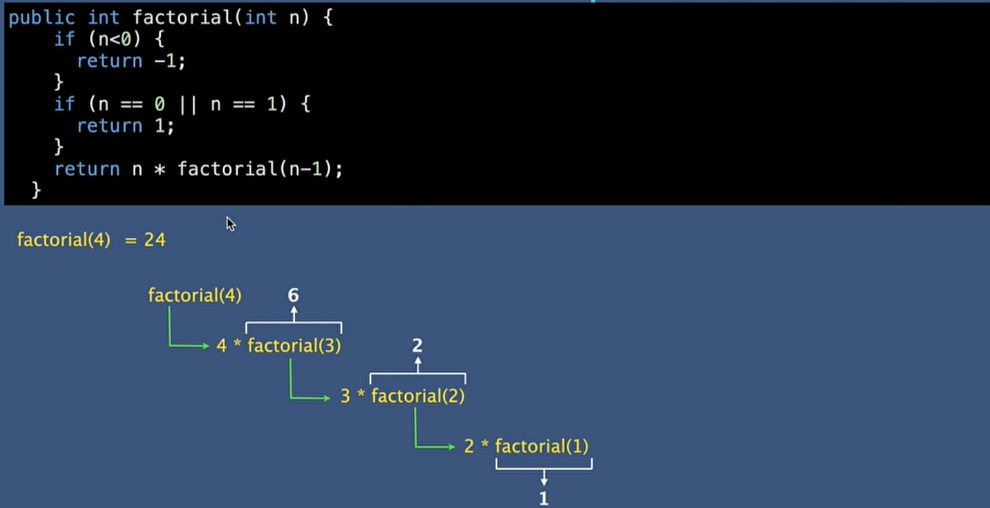 public int factorial(int n) {
if (n<0) {
return -1;
}
if (n == 0 || n == 1) {
return 1;
}
return n * factorial(n-1);
}
factorial(4) = 24
factorial(4)
6
4 * factorial(3)
2
3 * factorial(2)
2 * factorial(1)
1